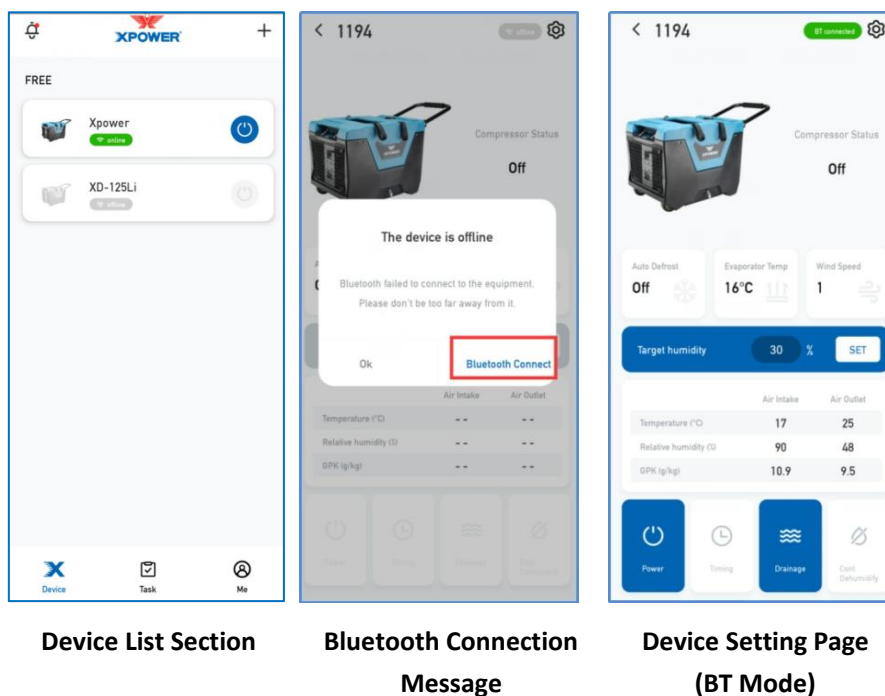 XPOWER
+
FREE
Xpower
online
XD-125Li
offline
Device
Task
Me
Device List Section
< 1194
offline
Compressor Status
Off
The device is offline
Bluetooth failed to connect to the equipment.
Please don't be too far away from it.
Ok
Bluetooth Connect
Air Intake Air Outlet
Temperature (°C) -- --
Relative humidity (%) -- --
GPK (g/kg) -- --
Power
Timing
Drainage
Bluetooth Connection
Message
< 1194
BT connected
Compressor Status
Off
Auto Defrost
Off
Evaporator Temp
16°C
Wind Speed
1
Target humidity 30 % SET
Air Intake Air Outlet
Temperature (°C) 17 25
Relative humidity (%) 90 48
GPK (g/kg) 10.9 9.5
Power
Timing
Drainage
Cont
Dehumidify
Device Setting Page
(BT Mode)